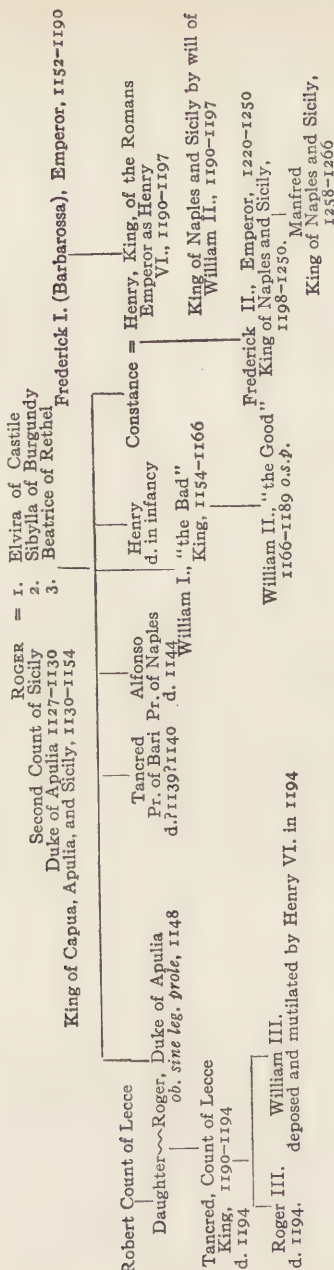 ROGER = 1. Elvira of Castile
Second Count of Sicily 2. Sibylla of Burgundy
Duke of Apulia 1127-1130 3. Beatrice of Rethel
King of Capua, Apulia, and Sicily, 1130-1154
Frederick I. (Barbarossa), Emperor, 1152-1190
Robert Count of Lecce
Daughter~~Roger, Duke of Apulia
ob. sine leg. prole, 1148
Tancred
Pr. of Bari
d.?1139?1140
Alfonso
Pr. of Naples
d. 1144
William I., "the Bad"
King, 1154-1166
Henry
d. in infancy
Constance = Henry, King, of the Romans
Emperor as Henry
VI., 1190-1197
King of Naples and Sicily by will of
William II., 1190-1197
Tancred, Count of Lecce
King, 1190-1194
d. 1194
William II., "the Good"
1166-1189 o.s.p.
Frederick II., Emperor, 1220-1250
King of Naples and Sicily,
1198-1250.
Roger III.
d. 1194.
William III.
deposed and mutilated by Henry VI. in 1194
Manfred
King of Naples and Sicily,
1258-1266